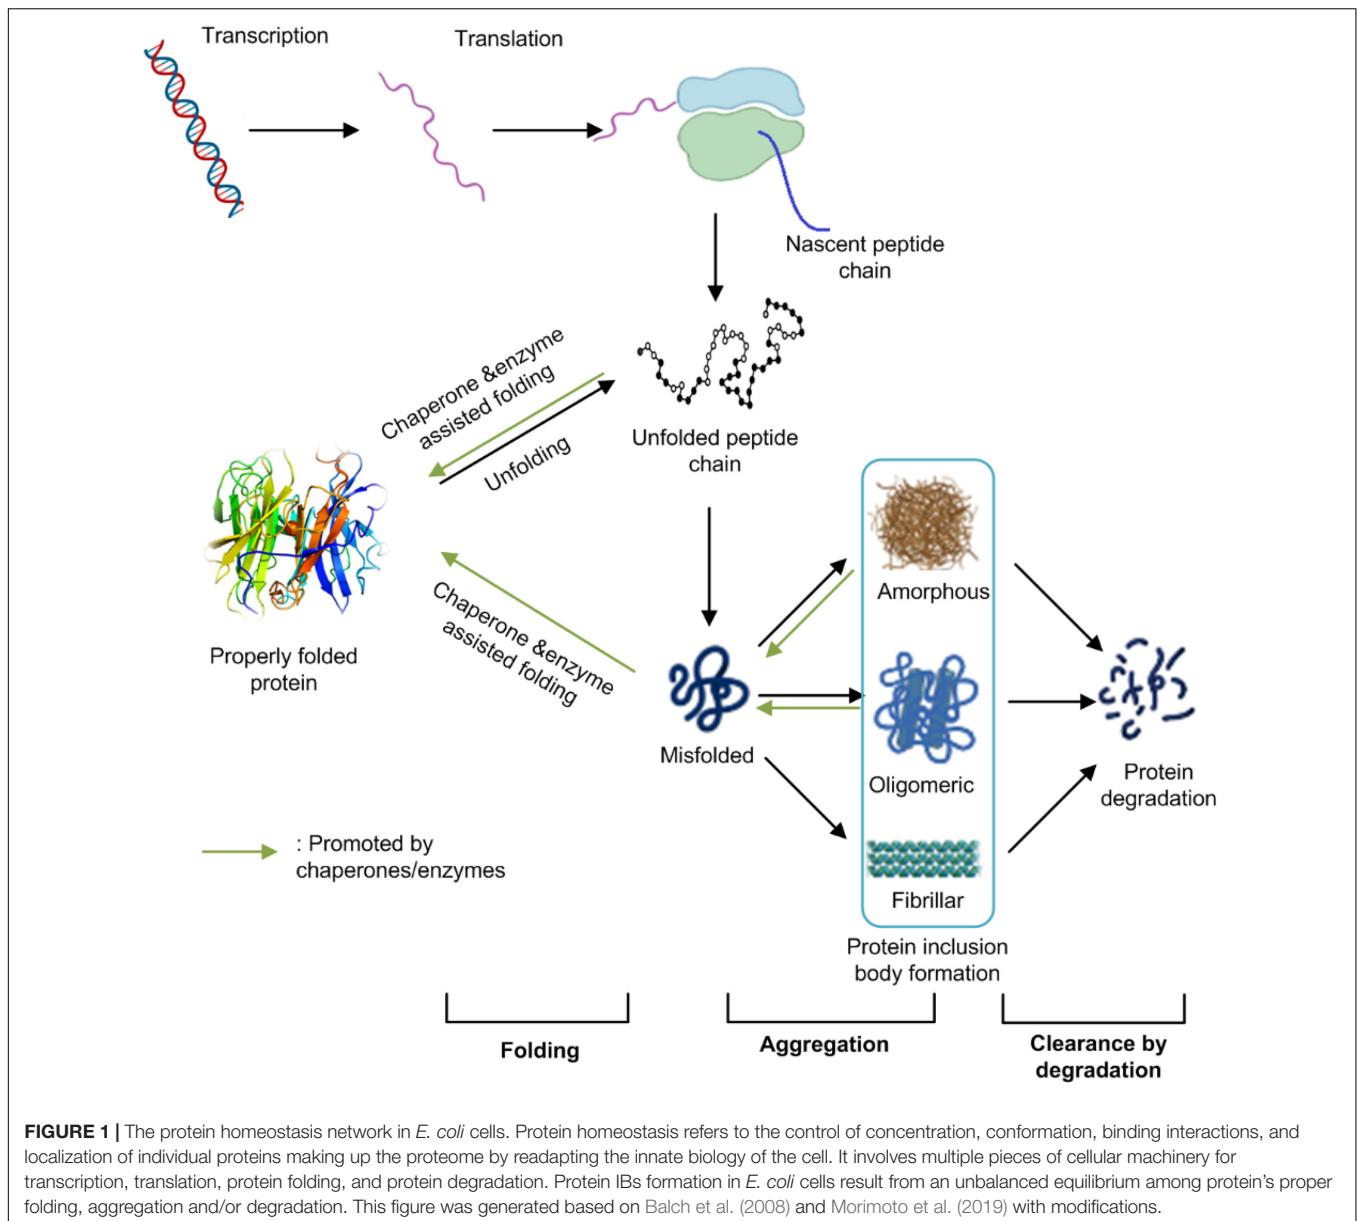 Transcription
Translation
Nascent peptide
chain
Chaperone &enzyme
assisted folding
Unfolding
Unfolded peptide
chain
Properly folded
protein
Chaperone &enzyme
assisted folding
Amorphous
Misfolded
Oligomeric
Protein
degradation
: Promoted by
chaperones/enzymes
Fibrillar
Protein inclusion
body formation
Folding
Aggregation
Clearance by
degradation
FIGURE 1 | The protein homeostasis network in E. coli cells. Protein homeostasis refers to the control of concentration, conformation, binding interactions, and
localization of individual proteins making up the proteome by readapting the innate biology of the cell. It involves multiple pieces of cellular machinery for
transcription, translation, protein folding, and protein degradation. Protein IBs formation in E. coli cells result from an unbalanced equilibrium among protein's proper
folding, aggregation and/or degradation. This figure was generated based on Balch et al. (2008) and Morimoto et al. (2019) with modifications.